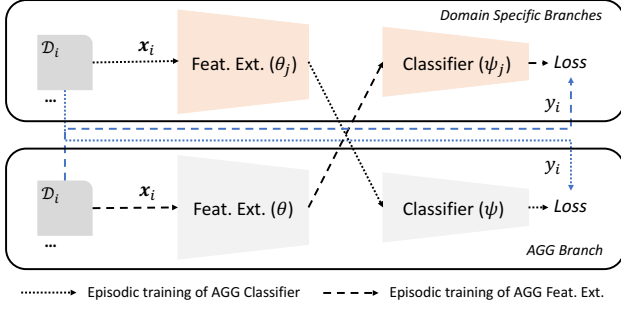 Domain Specific Branches
𝒟ᵢ
𝒙ᵢ
Feat. Ext. (θⱼ)
Classifier (ψⱼ)
Loss
...
yᵢ
yᵢ
𝒟ᵢ
𝒙ᵢ
Feat. Ext. (θ)
Classifier (ψ)
Loss
...
AGG Branch
Episodic training of AGG Classifier
Episodic training of AGG Feat. Ext.